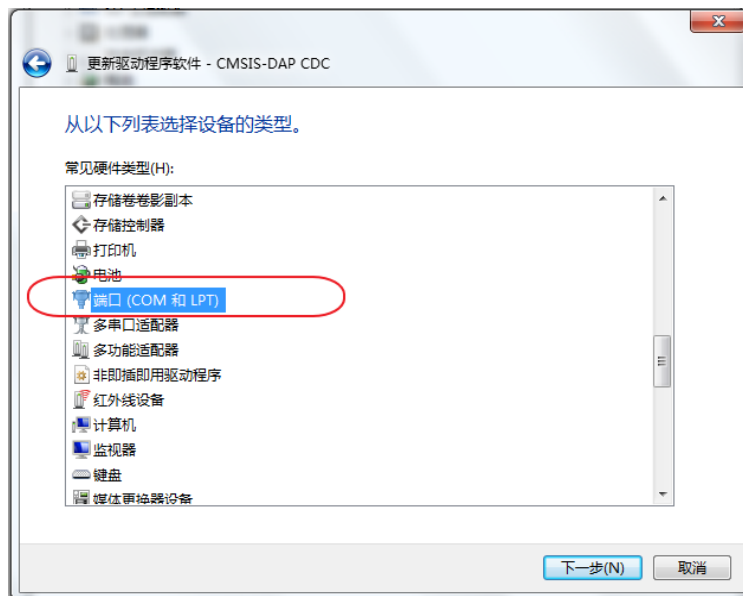 更新驱动程序软件 - CMSIS-DAP CDC
从以下列表选择设备的类型。
常见硬件类型(H):
存储卷卷影副本
存储控制器
打印机
电池
端口 (COM 和 LPT)
多串口适配器
多功能适配器
非即插即用驱动程序
红外线设备
计算机
监视器
键盘
媒体更换器设备
下一步(N)
取消